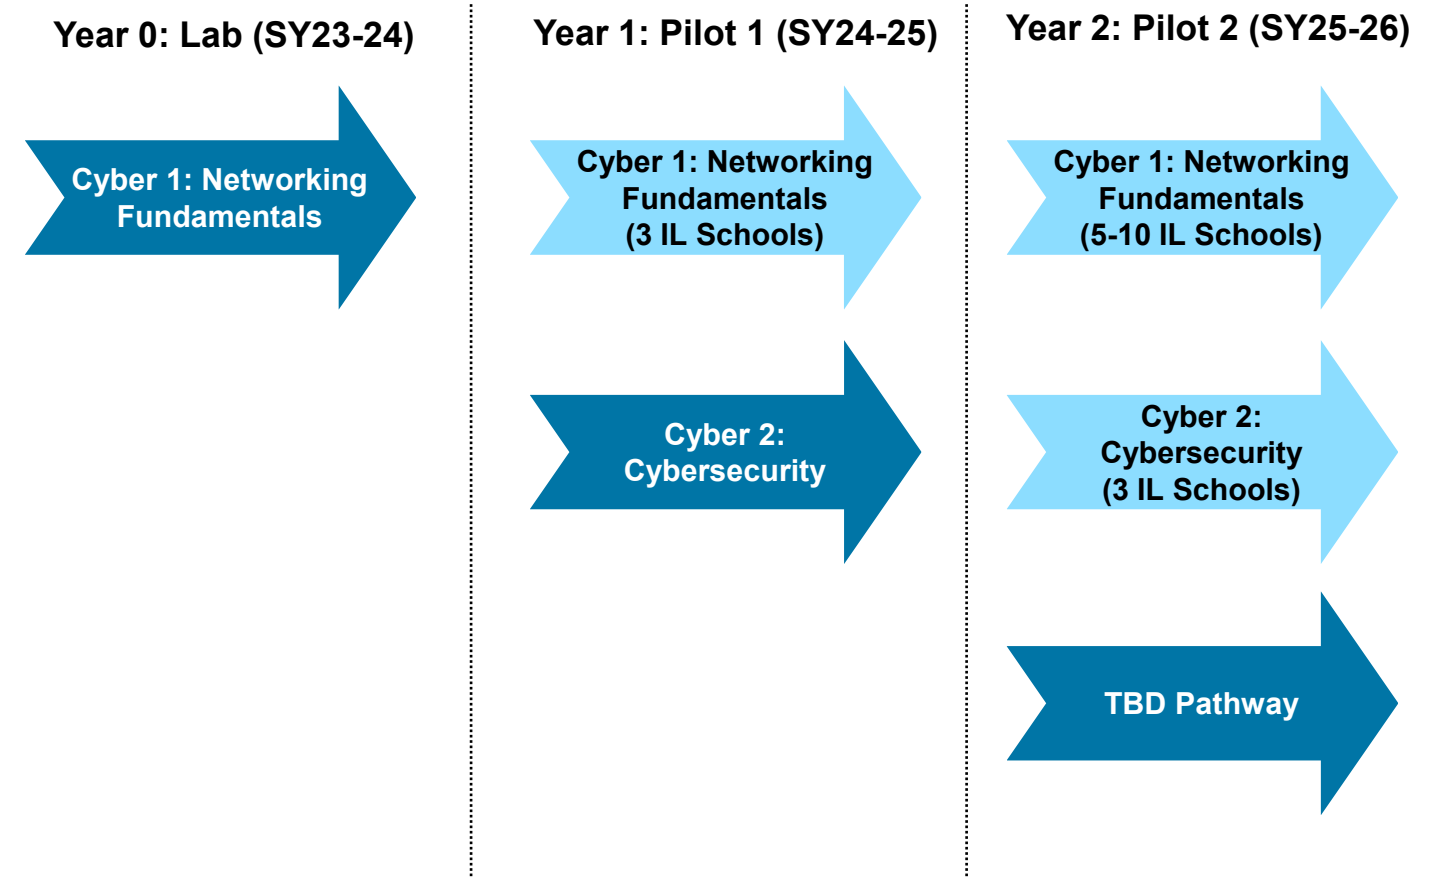 Year 0: Lab (SY23-24)
Cyber 1: Networking
Fundamentals
Year 1: Pilot 1 (SY24-25)
Cyber 1: Networking
Fundamentals
(3 IL Schools)
Cyber 2:
Cybersecurity
Year 2: Pilot 2 (SY25-26)
Cyber 1: Networking
Fundamentals
(5-10 IL Schools)
Cyber 2:
Cybersecurity
(3 IL Schools)
TBD Pathway